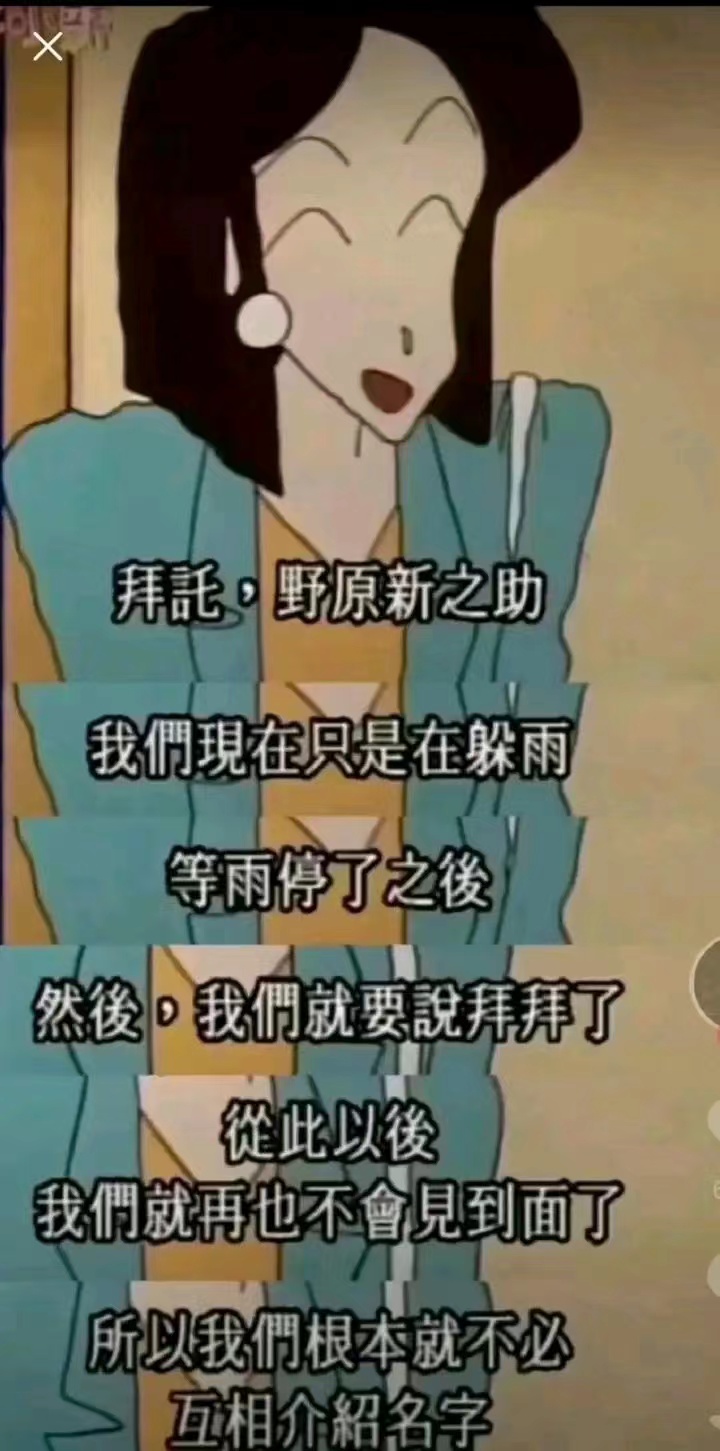 拜託，野原新之助
我們現在只是在躲雨
等雨停了之後
然後，我們就要說拜拜了
從此以後
我們就再也不會見到面了
所以我們根本就不必
互相介紹名字